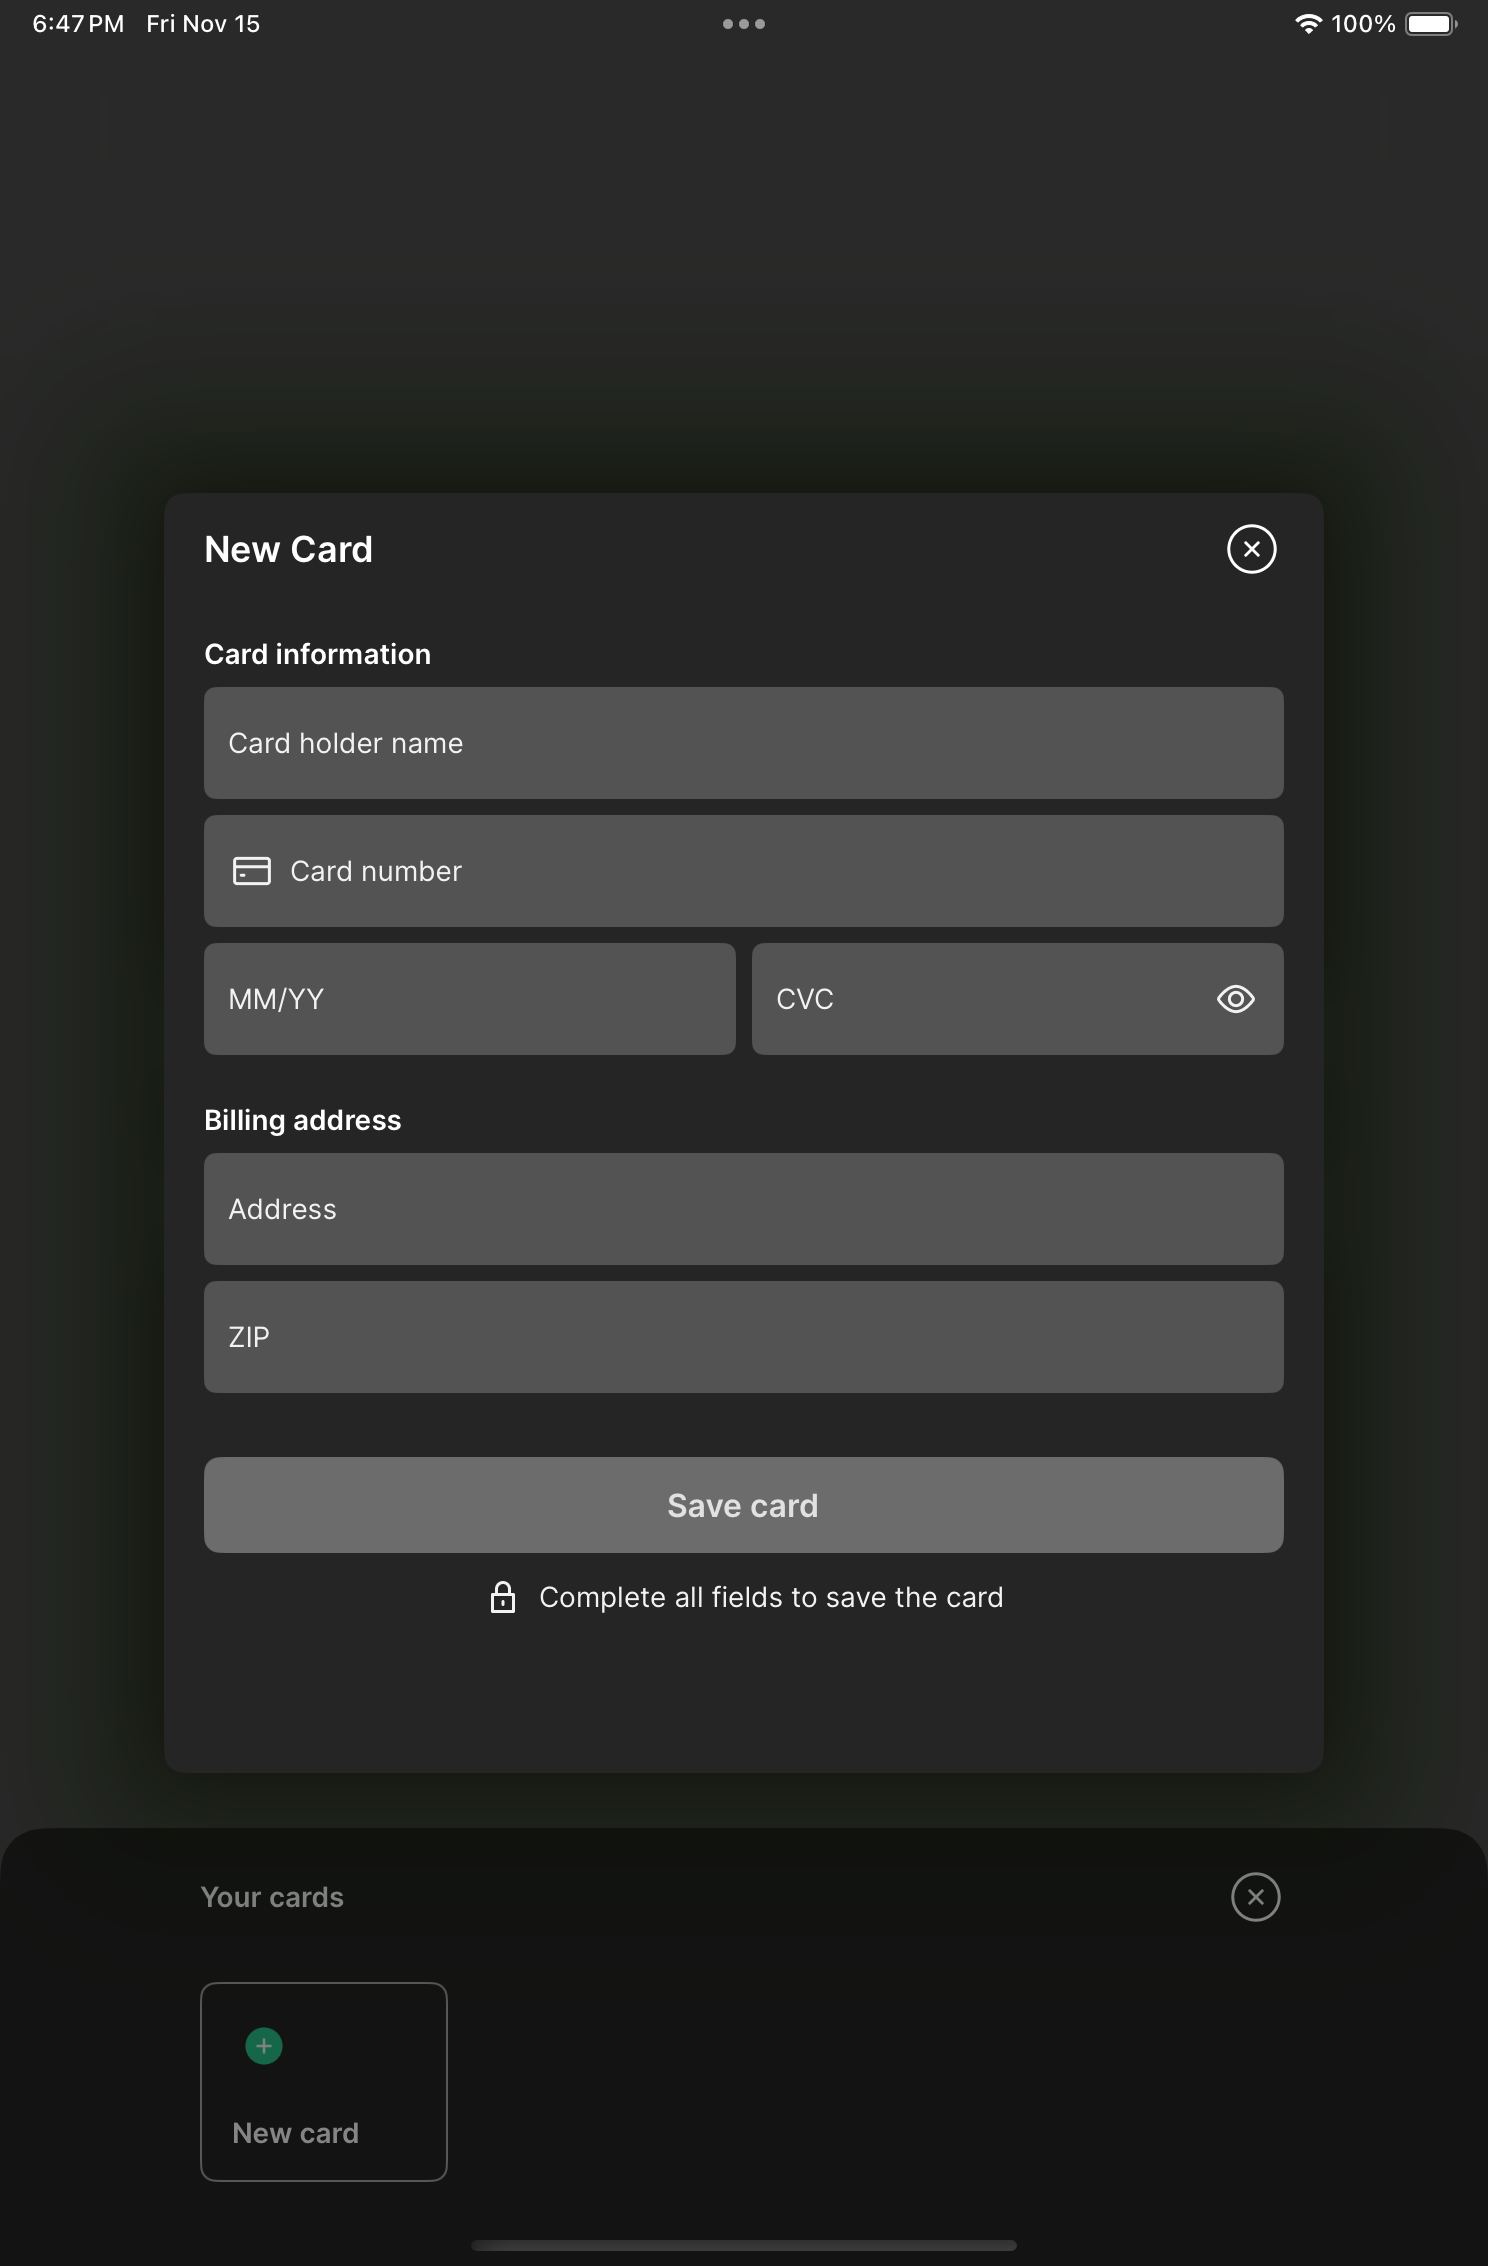 6:47 PM Fri Nov 15
100%
New Card
Card information
Card holder name
Card number
MM/YY
CVC
Billing address
Address
ZIP
Save card
Complete all fields to save the card
Your cards
New card